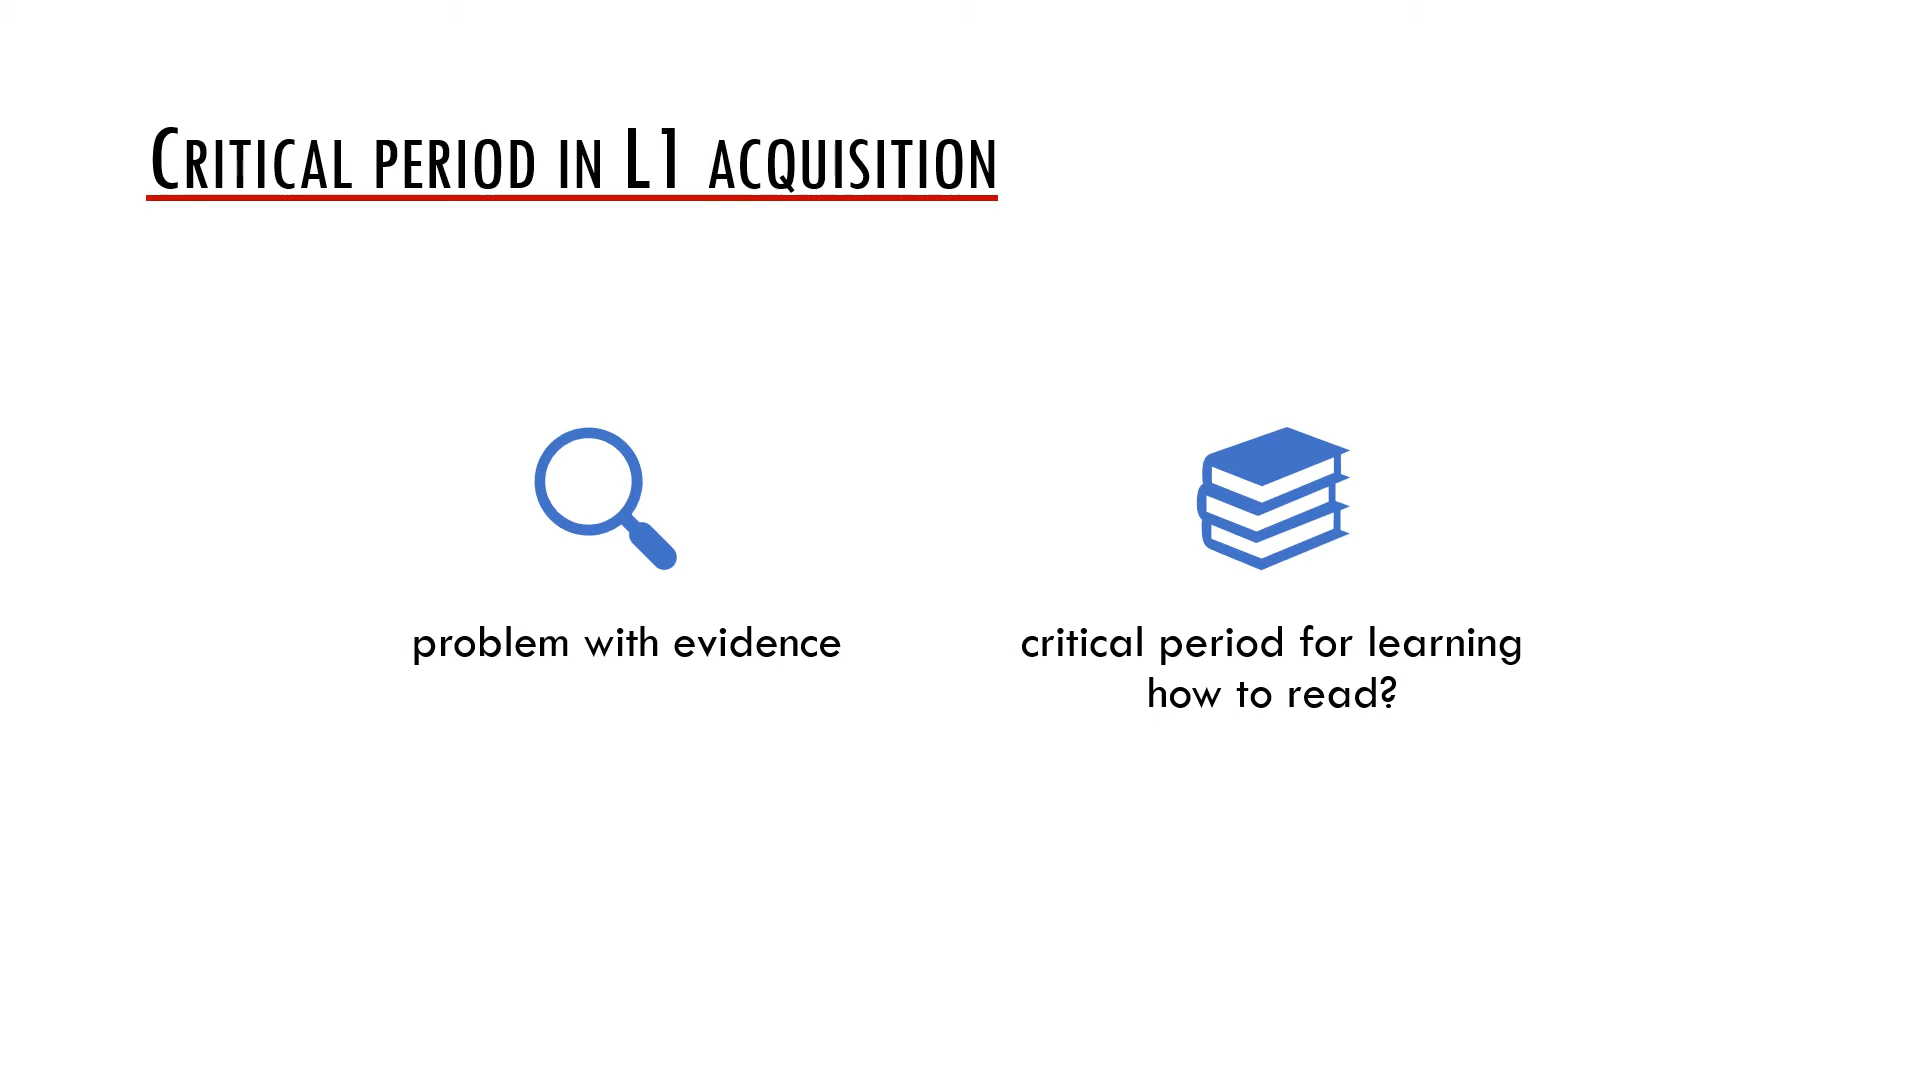 Critical period in L1 acquisition
problem with evidence
critical period for learning
how to read?